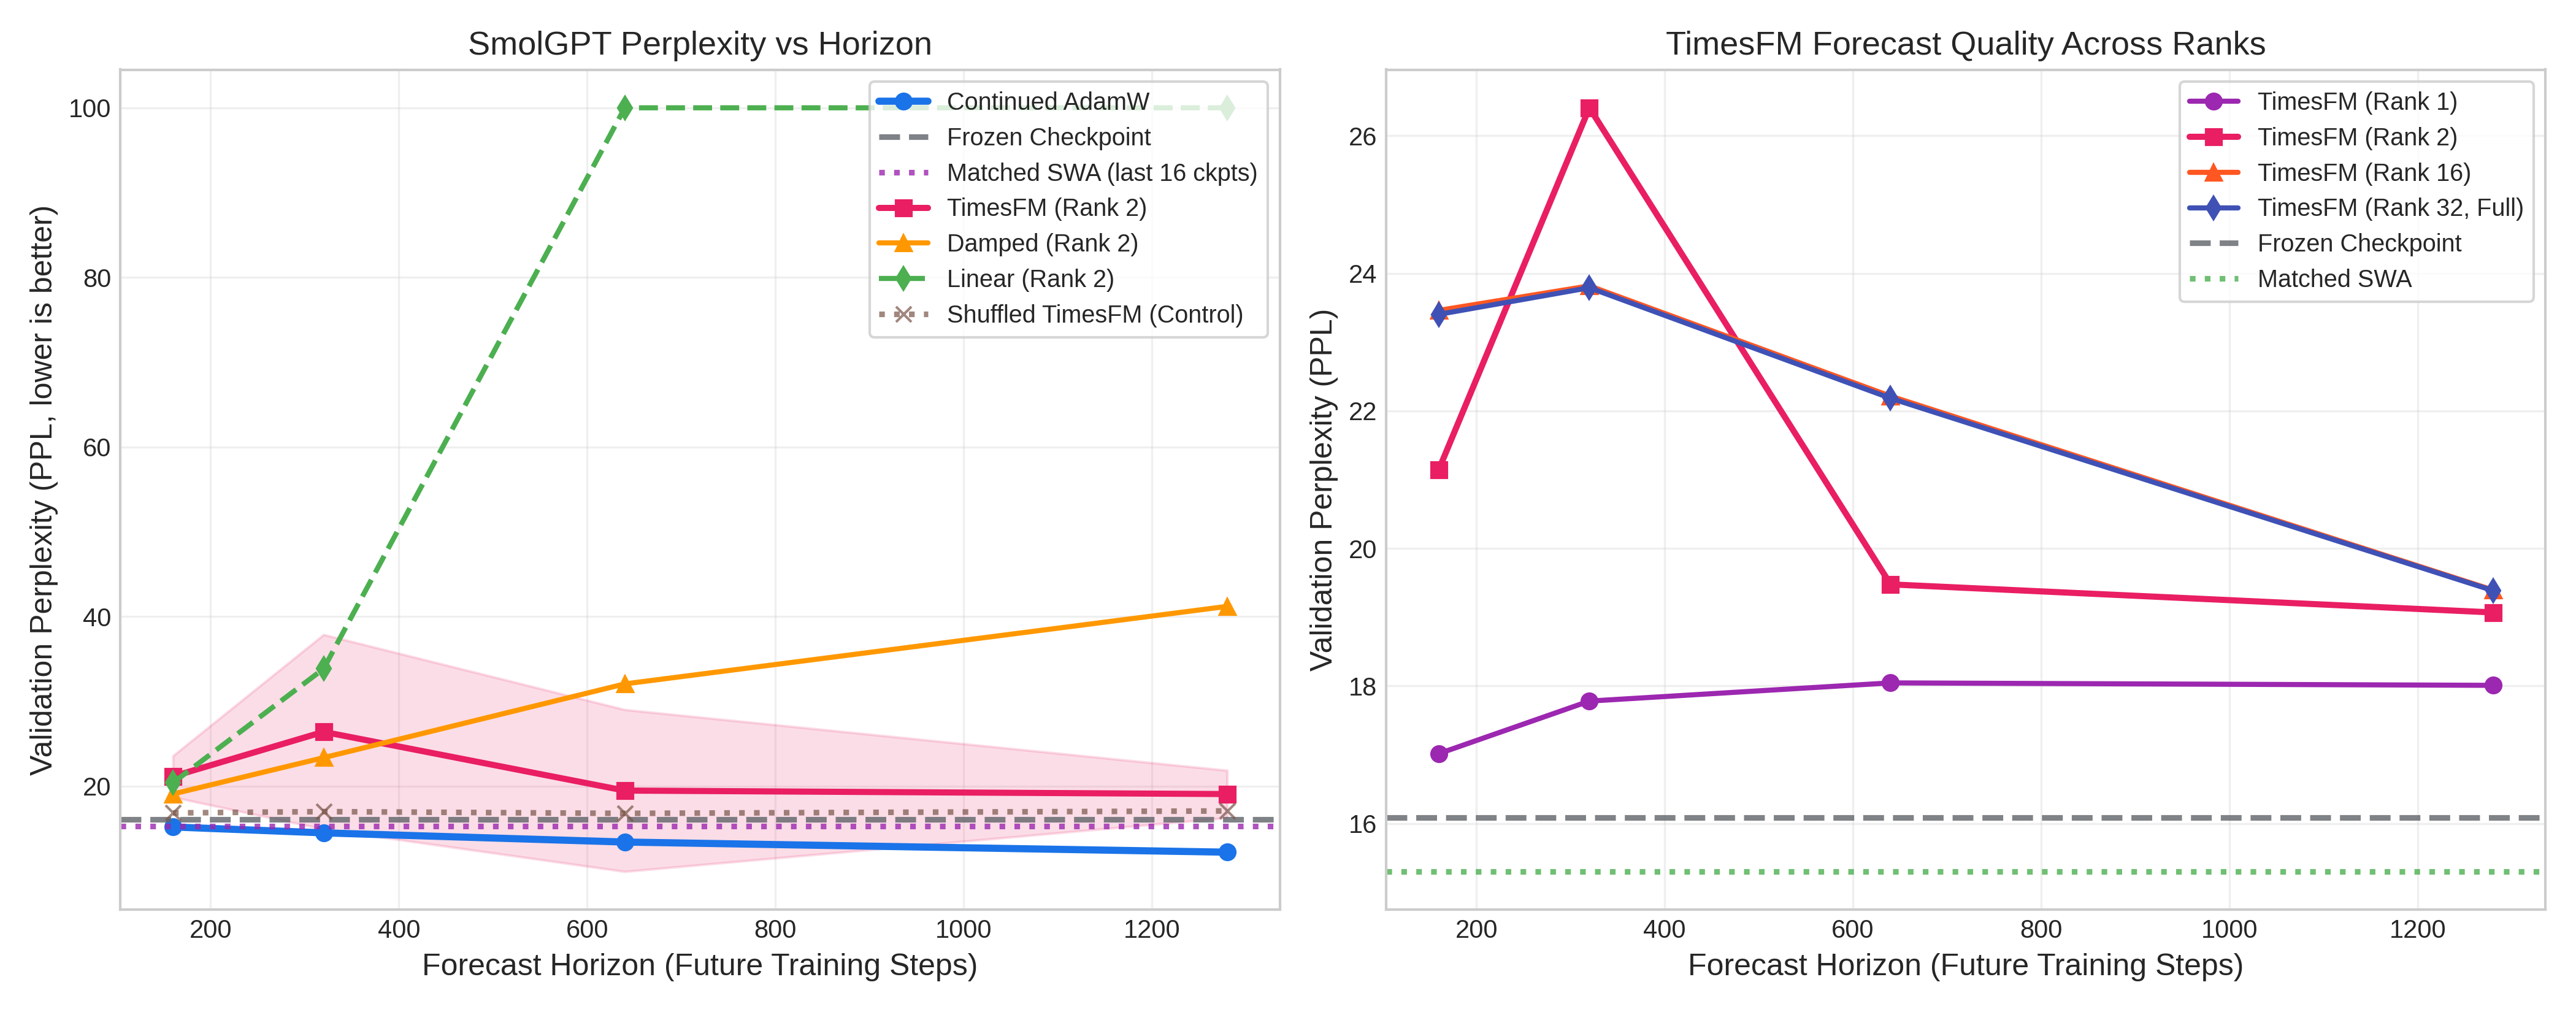 SmolGPT Perplexity vs Horizon
Validation Perplexity (PPL, lower is better)
100
80
60
40
20
Continued AdamW
Frozen Checkpoint
Matched SWA (last 16 ckpts)
TimesFM (Rank 2)
Damped (Rank 2)
Linear (Rank 2)
Shuffled TimesFM (Control)
200 400 600 800 1000 1200
Forecast Horizon (Future Training Steps)
TimesFM Forecast Quality Across Ranks
Validation Perplexity (PPL)
26
24
22
20
18
16
TimesFM (Rank 1)
TimesFM (Rank 2)
TimesFM (Rank 16)
TimesFM (Rank 32, Full)
Frozen Checkpoint
Matched SWA
200 400 600 800 1000 1200
Forecast Horizon (Future Training Steps)